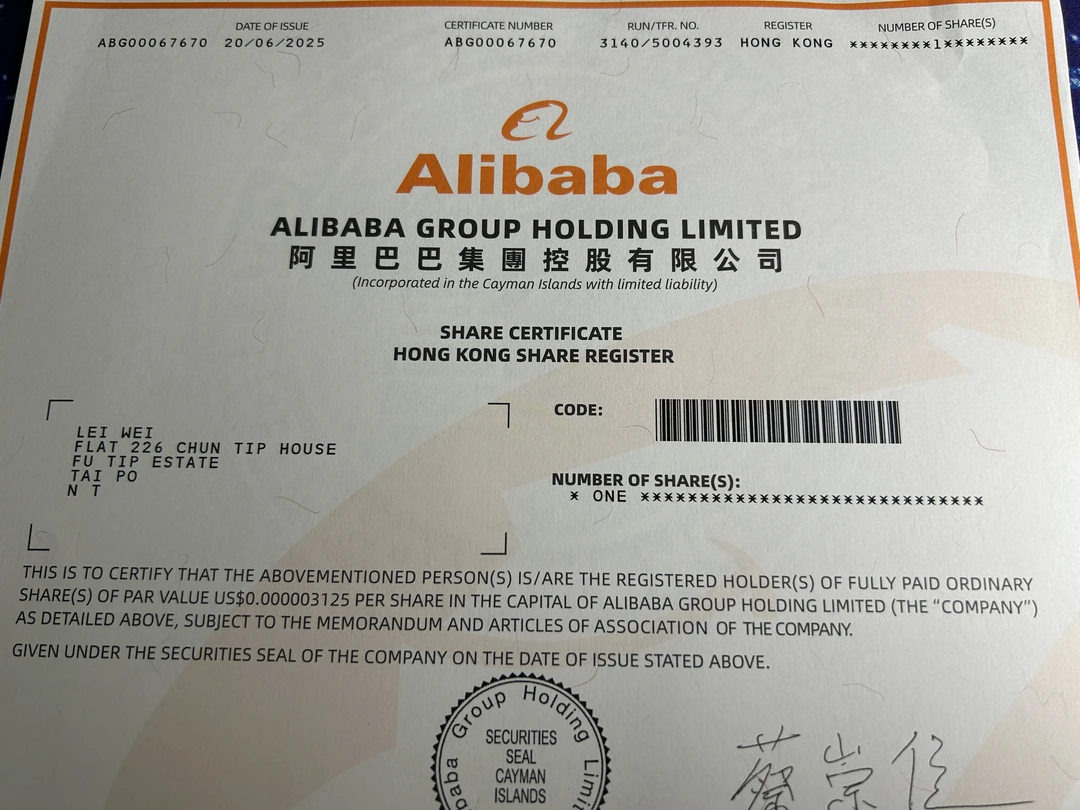 DATE OF ISSUE CERTIFICATE NUMBER RUN/TFR. NO. REGISTER NUMBER OF SHARE(S)
ABG00067670 20/06/2025 ABG00067670 3140/5004393 HONG KONG ********1********
Alibaba
ALIBABA GROUP HOLDING LIMITED
阿里巴巴集團控股有限公司
(Incorporated in the Cayman Islands with limited liability)
SHARE CERTIFICATE
HONG KONG SHARE REGISTER
LEI WEI
FLAT 226 CHUN TIP HOUSE
FU TIP ESTATE
TAI PO
N T
CODE:
NUMBER OF SHARE(S):
* ONE ******************************
THIS IS TO CERTIFY THAT THE ABOVEMENTIONED PERSON(S) IS/ARE THE REGISTERED HOLDER(S) OF FULLY PAID ORDINARY
SHARE(S) OF PAR VALUE US$0.000003125 PER SHARE IN THE CAPITAL OF ALIBABA GROUP HOLDING LIMITED (THE “COMPANY”)
AS DETAILED ABOVE, SUBJECT TO THE MEMORANDUM AND ARTICLES OF ASSOCIATION OF THE COMPANY.
GIVEN UNDER THE SECURITIES SEAL OF THE COMPANY ON THE DATE OF ISSUE STATED ABOVE.
baba Group Holding Limi
SECURITIES
SEAL
CAYMAN
ISLANDS
蔡崇信